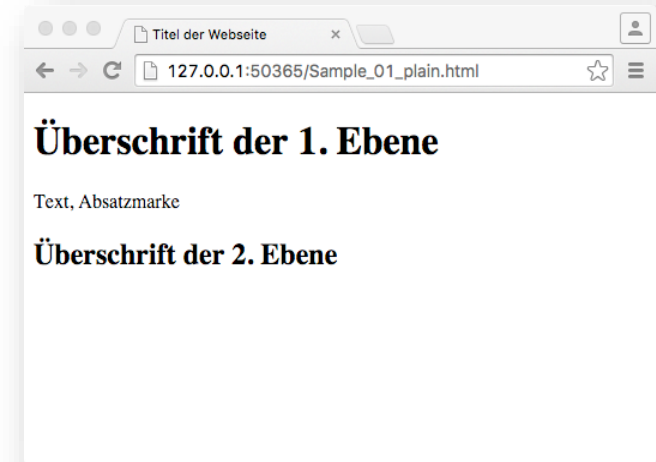 Titel der Webseite
127.0.0.1:50365/Sample_01_plain.html
Überschrift der 1. Ebene
Text, Absatzmarke
Überschrift der 2. Ebene